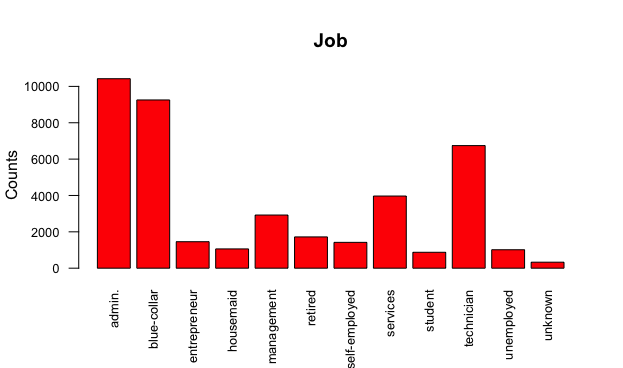 Job
Counts
10000
8000
6000
4000
2000
0
admin.
blue-collar
entrepreneur
housemaid
management
retired
self-employed
services
student
technician
unemployed
unknown